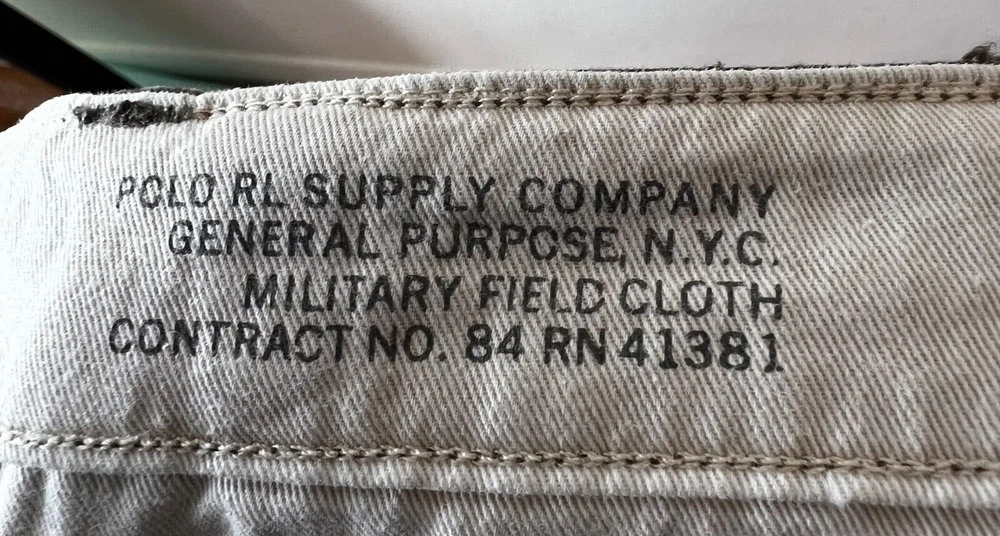 POLO RL SUPPLY COMPANY
GENERAL PURPOSE, N.Y.C.
MILITARY FIELD CLOTH
CONTRACT NO. 84 RN 41381